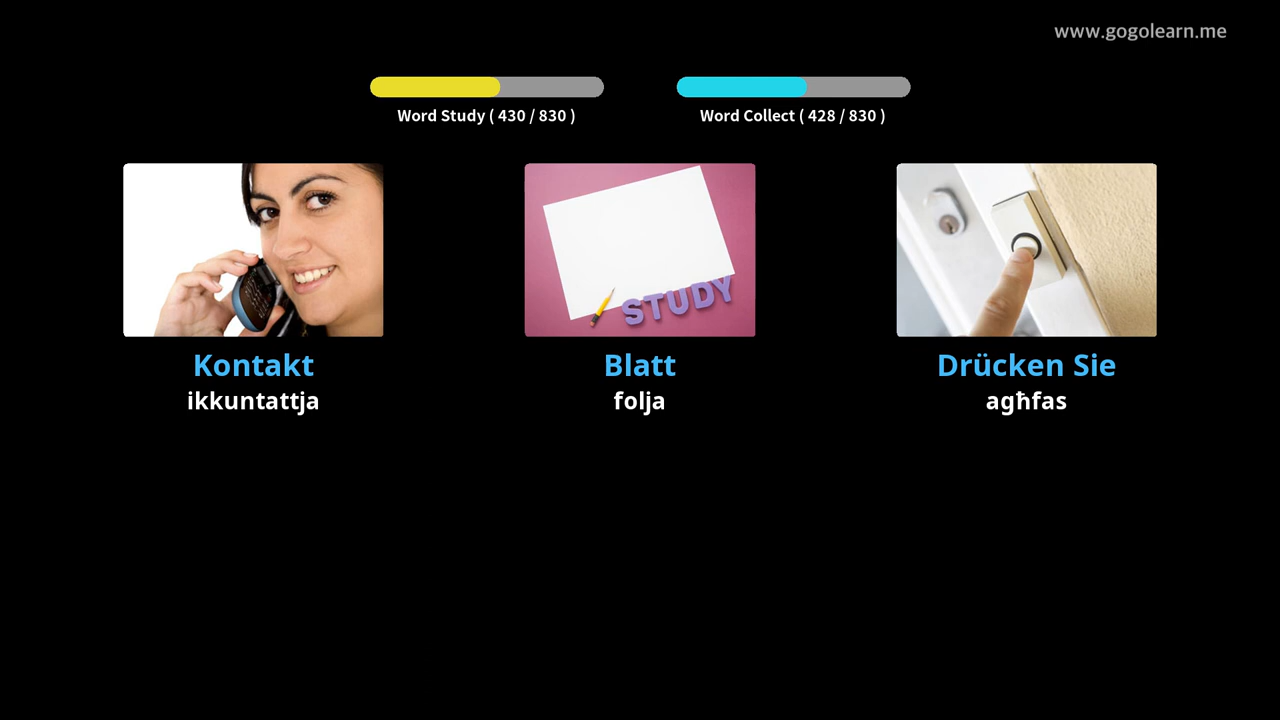 www.gogolearn.me
Word Study ( 430 / 830 )
Word Collect ( 428 / 830 )
STUDY
Kontakt
ikkuntattja
Blatt
folja
Drücken Sie
agħfas